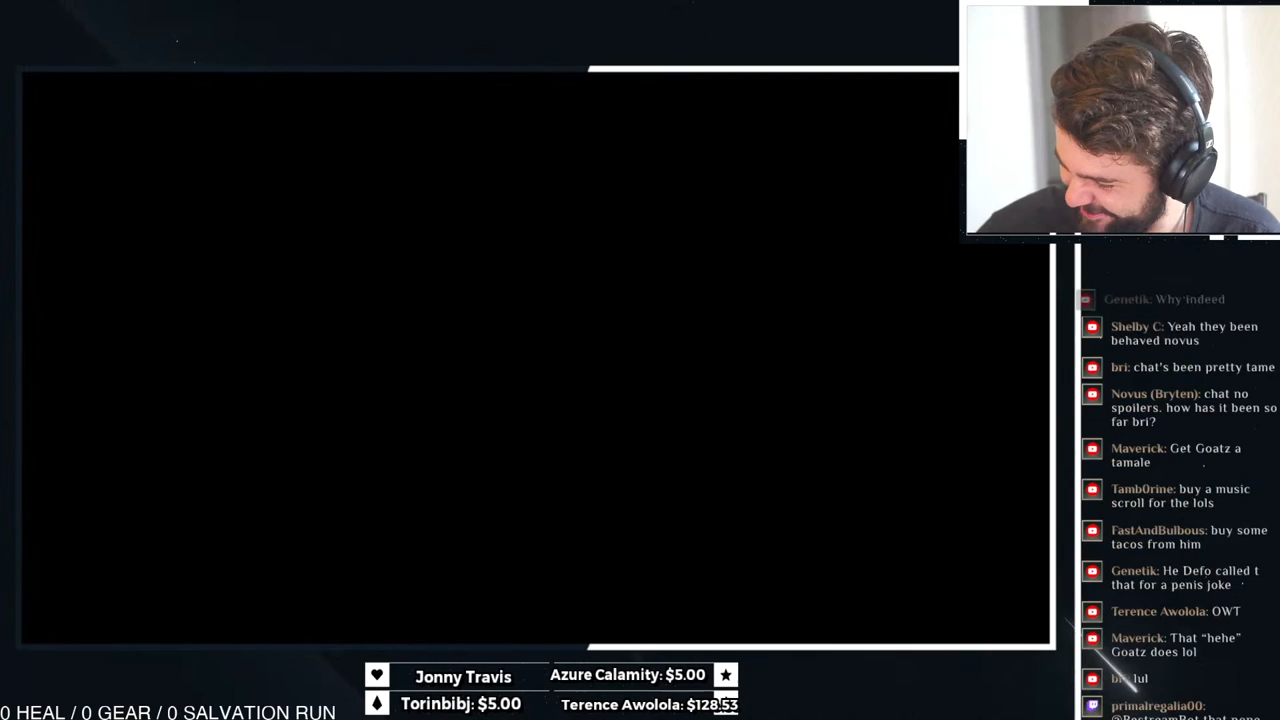 Genetik: Why indeed
Shelby C: Yeah they been
behaved novus
bri: chat's been pretty tame
Novus (Bryten): chat no
spoilers. how has it been so
far bri?
Maverick: Get Goatz a
tamale
Tamb0rine: buy a music
scroll for the lols
FastAndBulbous: buy some
tacos from him
Genetik: He Defo called t
that for a penis joke
Terence Awolola: OWT
Maverick: That “hehe”
Goatz does lol
bri: lul
primalregalia00:
Jonny Travis
Azure Calamity: $5.00
Torinbibj: $5.00
Terence Awolola: $128.53
0 HEAL / 0 GEAR / 0 SALVATION RUN